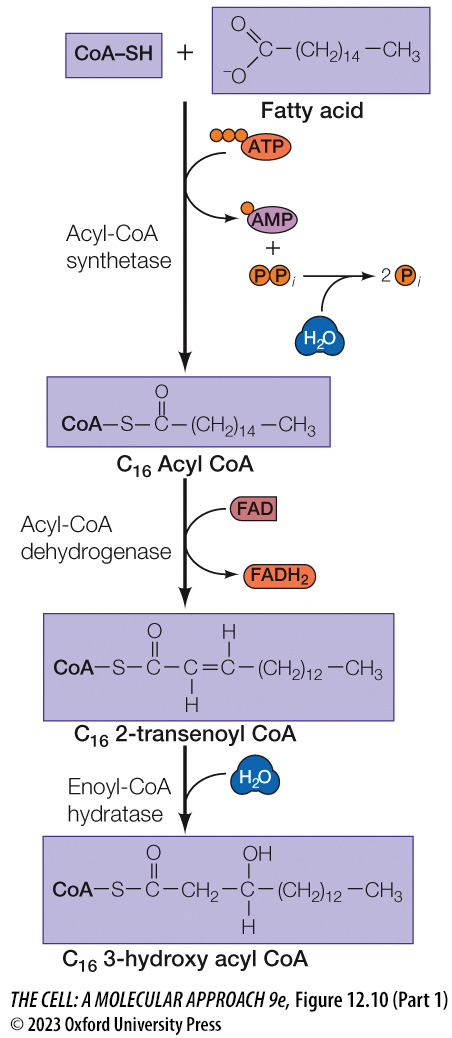 CoA–SH + O C –(CH2)14 –CH3
⁻O
Fatty acid
ATP
AMP
Acyl-CoA
synthetase
+
P P i 2 P i
H2O
O
CoA–S–C–(CH2)14 –CH3
C16 Acyl CoA
FAD
Acyl-CoA
dehydrogenase
FADH2
O H
CoA–S–C–C=C–(CH2)12 –CH3
H
C16 2-transenoyl CoA
H2O
Enoyl-CoA
hydratase
O OH
CoA–S–C–CH2–C–(CH2)12 –CH3
H
C16 3-hydroxy acyl CoA
THE CELL: A MOLECULAR APPROACH 9e, Figure 12.10 (Part 1)
© 2023 Oxford University Press